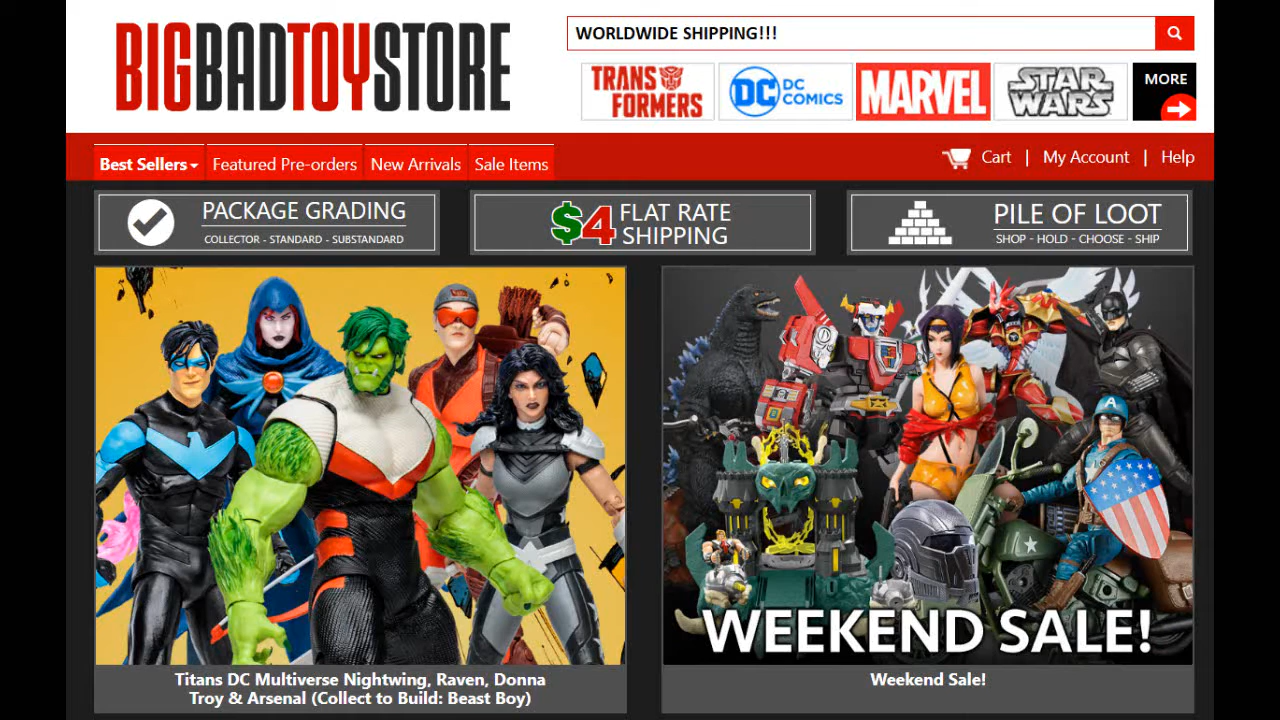 BIGBADTOYSTORE
WORLDWIDE SHIPPING!!!
TRANSFORMERS
DC DC COMICS
MARVEL
STAR WARS
MORE
Best Sellers
Featured Pre-orders
New Arrivals
Sale Items
Cart | My Account | Help
PACKAGE GRADING
COLLECTOR - STANDARD - SUBSTANDARD
$4 FLAT RATE
SHIPPING
PILE OF LOOT
SHOP - HOLD - CHOOSE - SHIP
A
WEEKEND SALE!
Titans DC Multiverse Nightwing, Raven, Donna
Troy & Arsenal (Collect to Build: Beast Boy)
Weekend Sale!